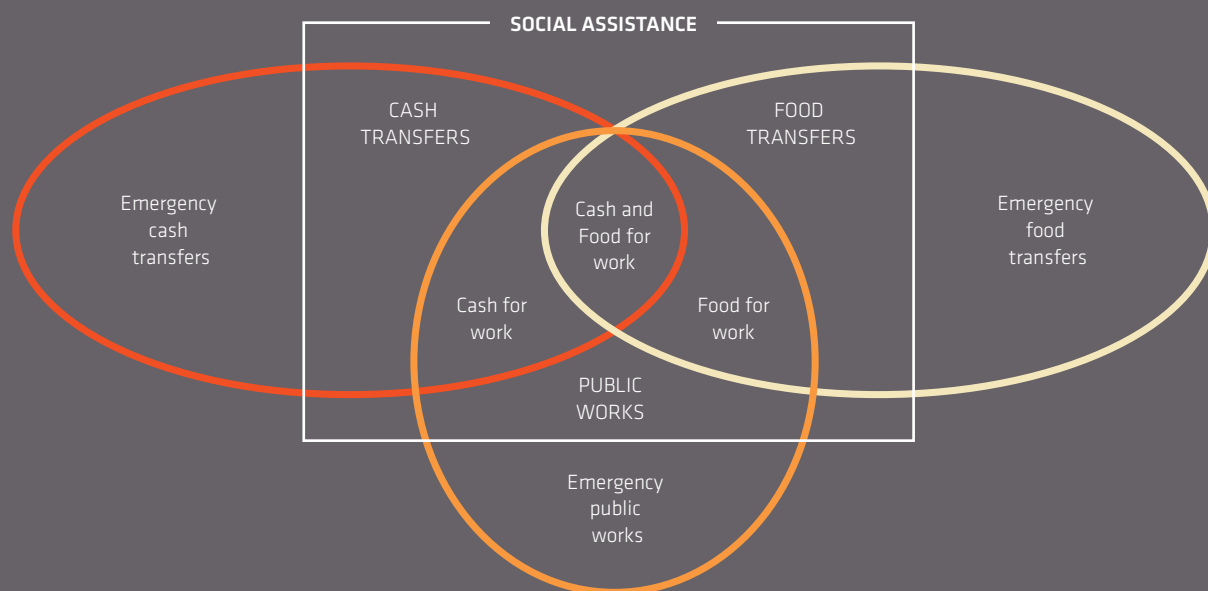 SOCIAL ASSISTANCE
CASH
TRANSFERS
FOOD
TRANSFERS
Emergency
cash
transfers
Cash and
Food for
work
Emergency
food
transfers
Cash for
work
Food for
work
PUBLIC
WORKS
Emergency
public
works